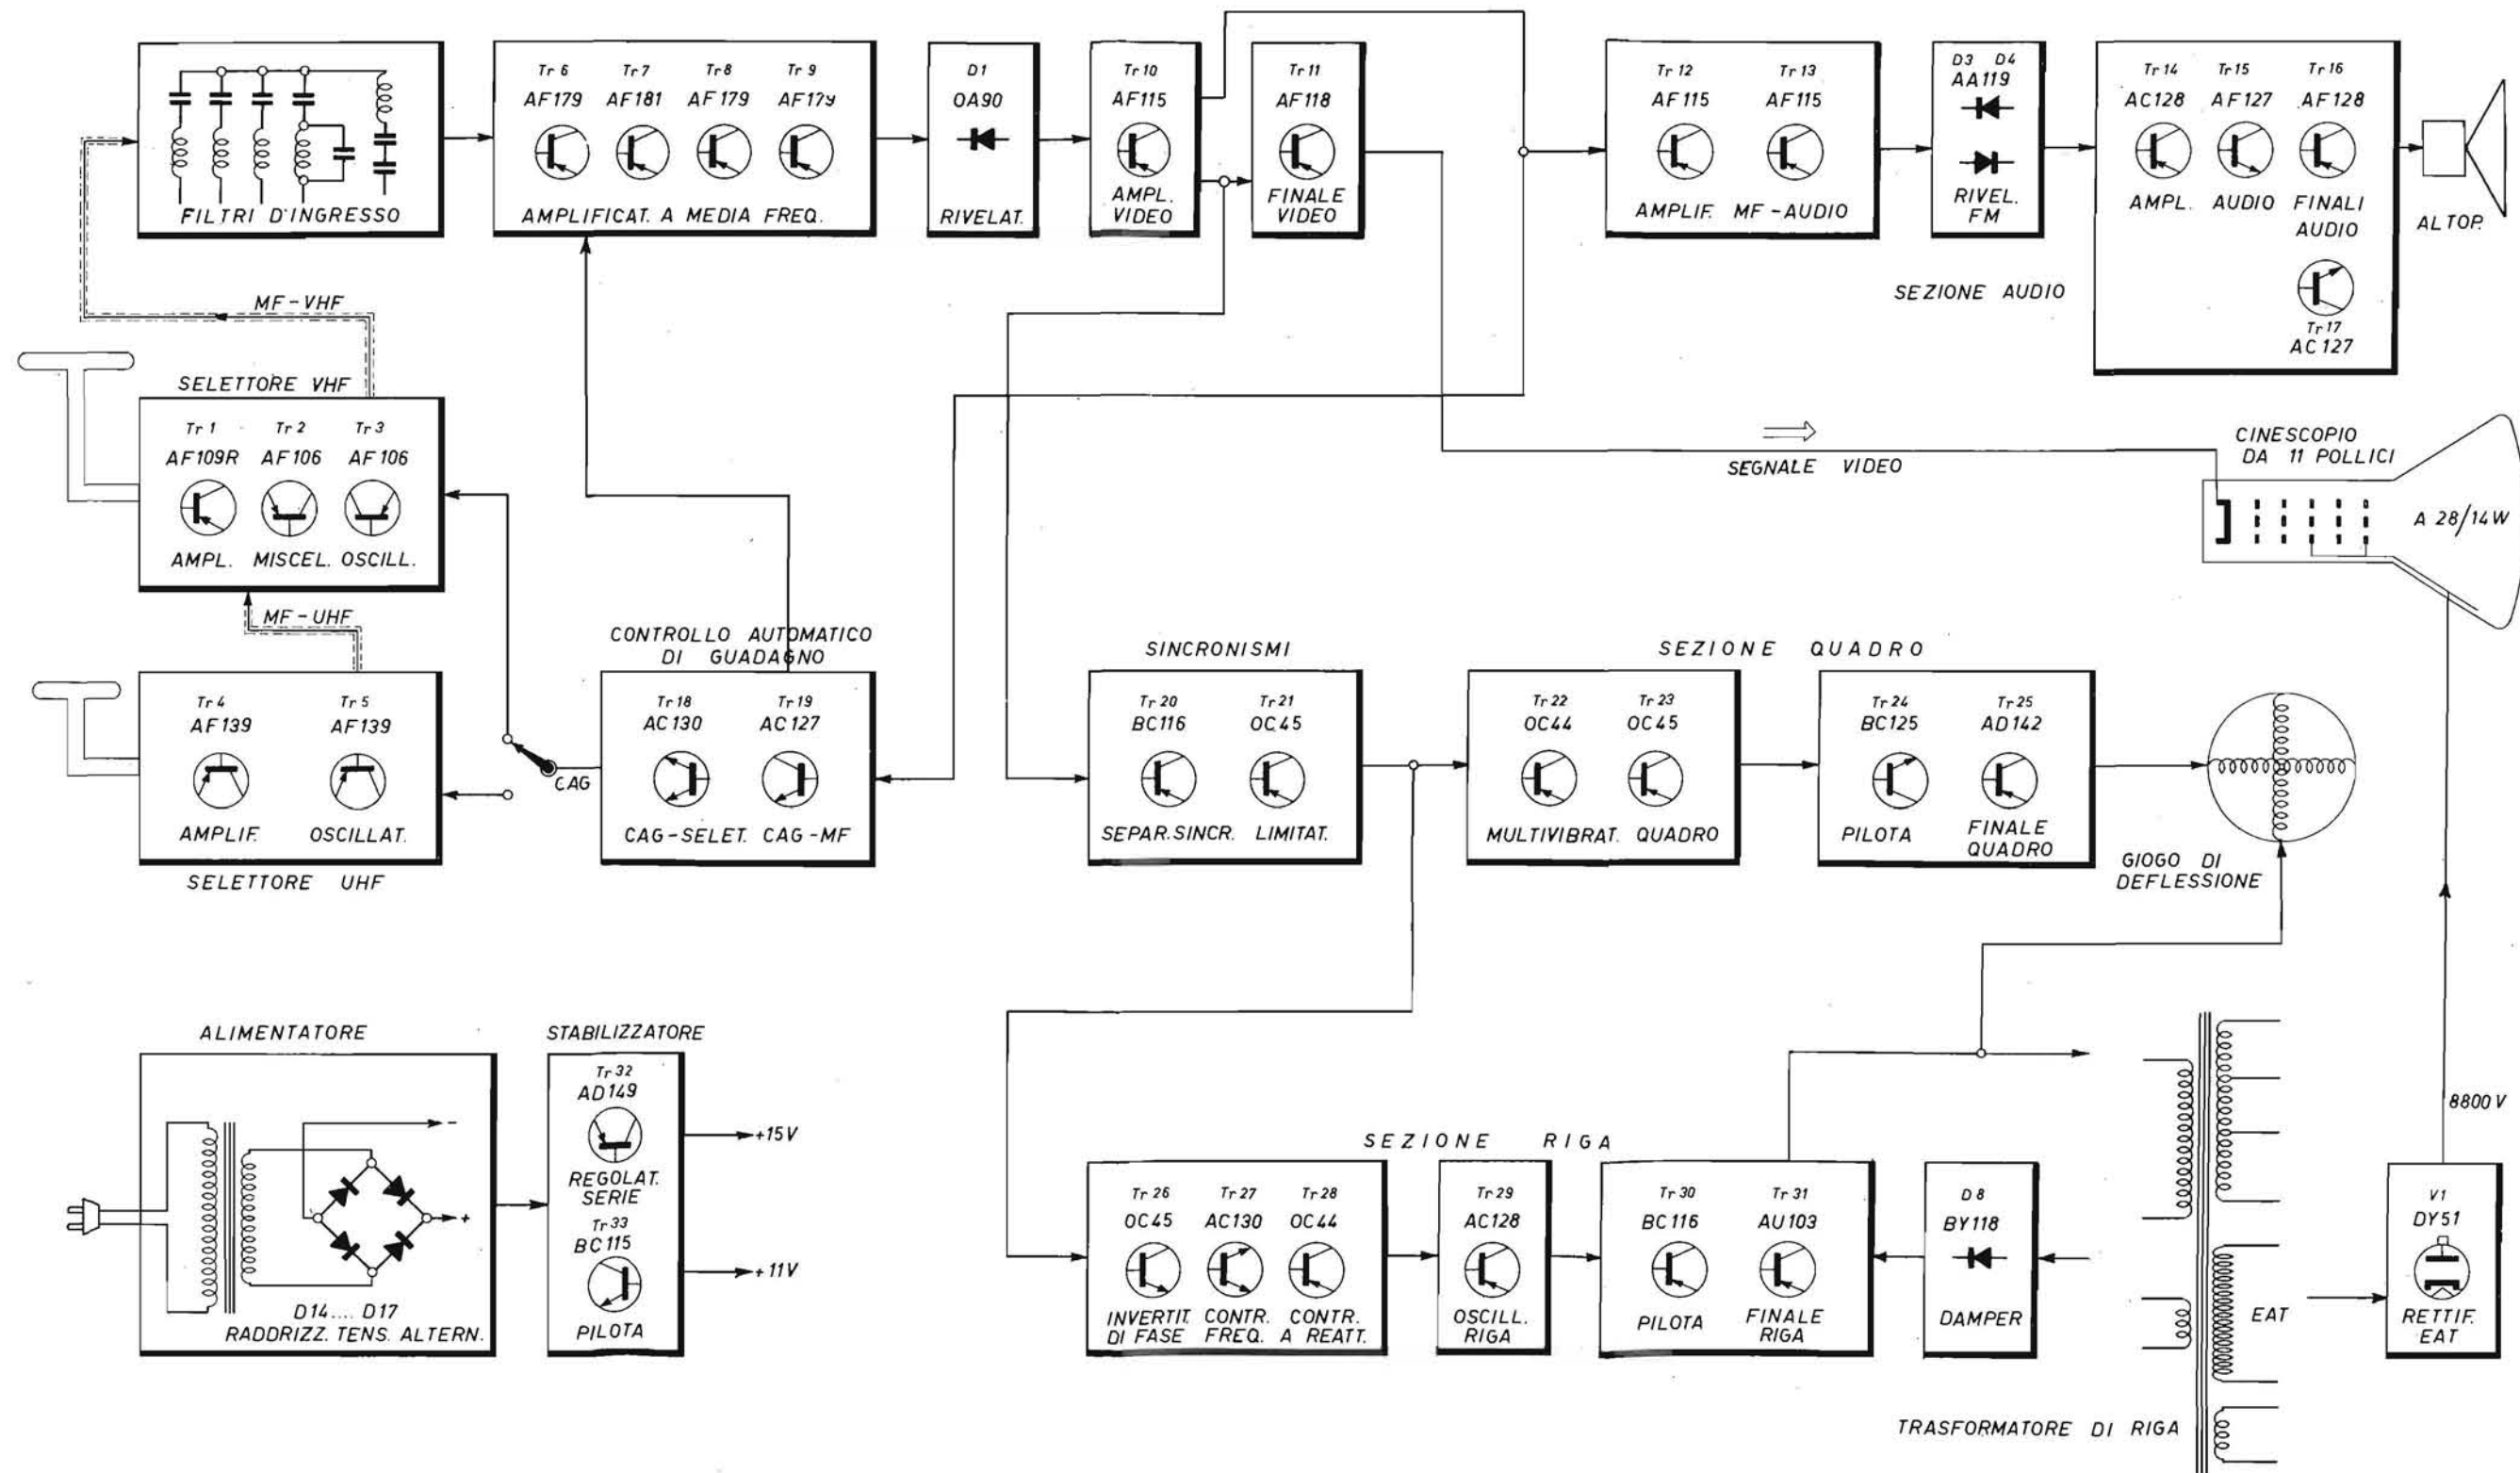 Tr 6 Tr 7 Tr 8 Tr 9
AF179 AF181 AF179 AF179
AMPLIFICAT. A MEDIA FREQ.
FILTRI D'INGRESSO
D1
OA90
RIVELAT.
Tr 10
AF115
AMPL.
VIDEO
Tr 11
AF118
FINALE
VIDEO
Tr 12 Tr 13
AF115 AF115
AMPLIF. MF-AUDIO
D3 D4
AA119
RIVEL.
FM
SEZIONE AUDIO
Tr 14 Tr 15 Tr 16
AC128 AF127 AF128
AMPL. AUDIO FINALI
AUDIO
Tr 17
AC127
ALTOP.
MF-VHF
SELETTORE VHF
Tr 1 Tr 2 Tr 3
AF109R AF106 AF106
AMPL. MISCEL. OSCILL.
MF-UHF
SEGNALE VIDEO
CINESCOPIO
DA 11 POLLICI
A 28/14W
Tr 4 Tr 5
AF139 AF139
AMPLIF. OSCILLAT.
SELETTORE UHF
CAG
CONTROLLO AUTOMATICO
DI GUADAGNO
Tr 18 Tr 19
AC130 AC127
CAG-SELET. CAG-MF
SINCRONISMI
Tr 20 Tr 21
BC116 OC45
SEPAR.SINCR. LIMITAT.
SEZIONE QUADRO
Tr 22 Tr 23
OC44 OC45
MULTIVIBRAT. QUADRO
Tr 24 Tr 25
BC125 AD142
PILOTA FINALE
QUADRO
GIOGO DI
DEFLESSIONE
ALIMENTATORE
-
+
D14.... D17
RADDRIZZ. TENS. ALTERN.
STABILIZZATORE
Tr 32
AD149
REGOLAT.
SERIE
Tr 33
BC115
PILOTA
+15V
+11V
SEZIONE RIGA
Tr 26 Tr 27 Tr 28
OC45 AC130 OC44
INVERTIT. CONTR. CONTR.
DI FASE FREQ. A REATT.
Tr 29
AC128
OSCILL.
RIGA
Tr 30 Tr 31
BC116 AU103
PILOTA FINALE
RIGA
D 8
BY118
DAMPER
EAT
TRASFORMATORE DI RIGA
8800 V
V1
DY51
RETTIF.
EAT